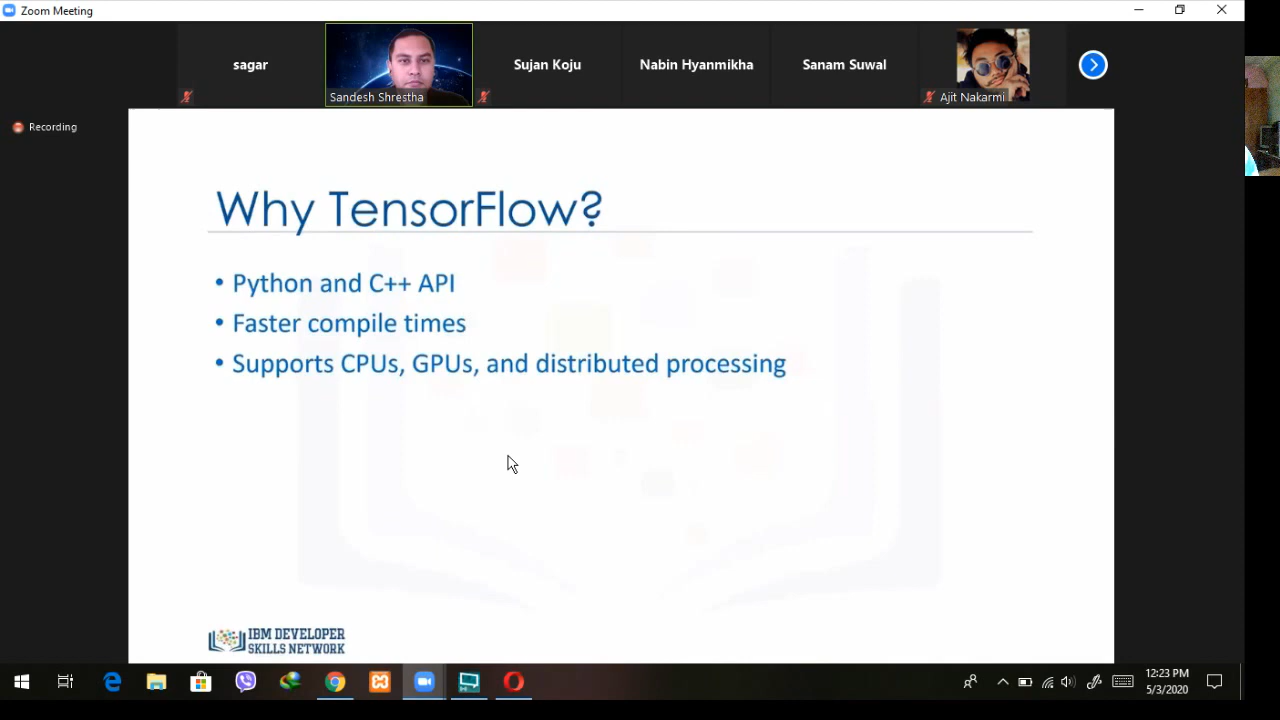 Zoom Meeting
sagar
Sandesh Shrestha
Sujan Koju
Nabin Hyanmikha
Sanam Suwal
Ajit Nakarmi
Recording
Why TensorFlow?
• Python and C++ API
• Faster compile times
• Supports CPUs, GPUs, and distributed processing
IBM DEVELOPER
SKILLS NETWORK
12:23 PM
5/3/2020